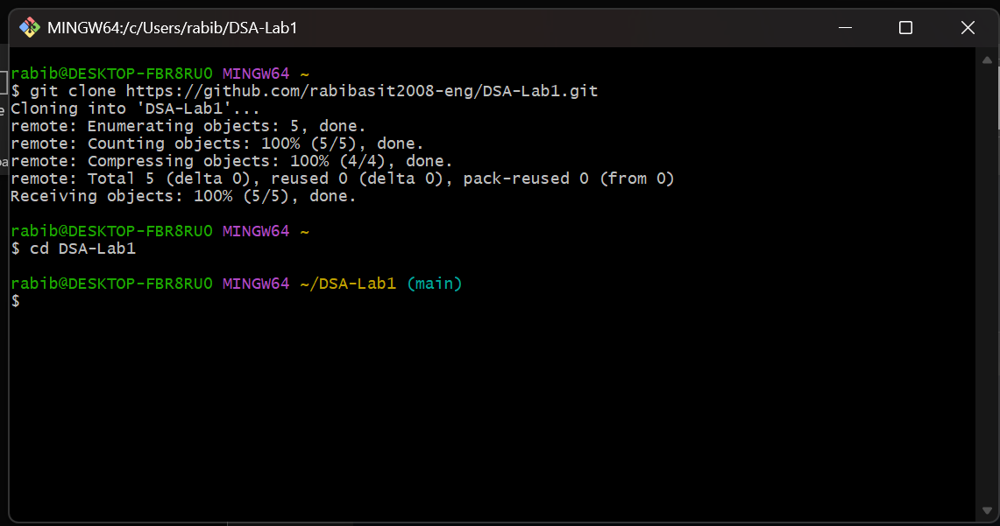 MINGW64:/c/Users/rabib/DSA-Lab1
rabib@DESKTOP-FBR8RUO MINGW64 ~
$ git clone https://github.com/rabibasit2008-eng/DSA-Lab1.git
Cloning into 'DSA-Lab1'...
remote: Enumerating objects: 5, done.
remote: Counting objects: 100% (5/5), done.
remote: Compressing objects: 100% (4/4), done.
remote: Total 5 (delta 0), reused 0 (delta 0), pack-reused 0 (from 0)
Receiving objects: 100% (5/5), done.
rabib@DESKTOP-FBR8RUO MINGW64 ~
$ cd DSA-Lab1
rabib@DESKTOP-FBR8RUO MINGW64 ~/DSA-Lab1 (main)
$